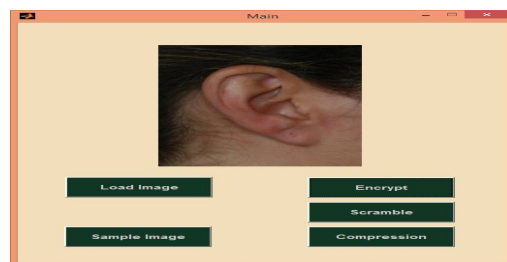 Main
Load Image
Encrypt
Scramble
Sample Image
Compression